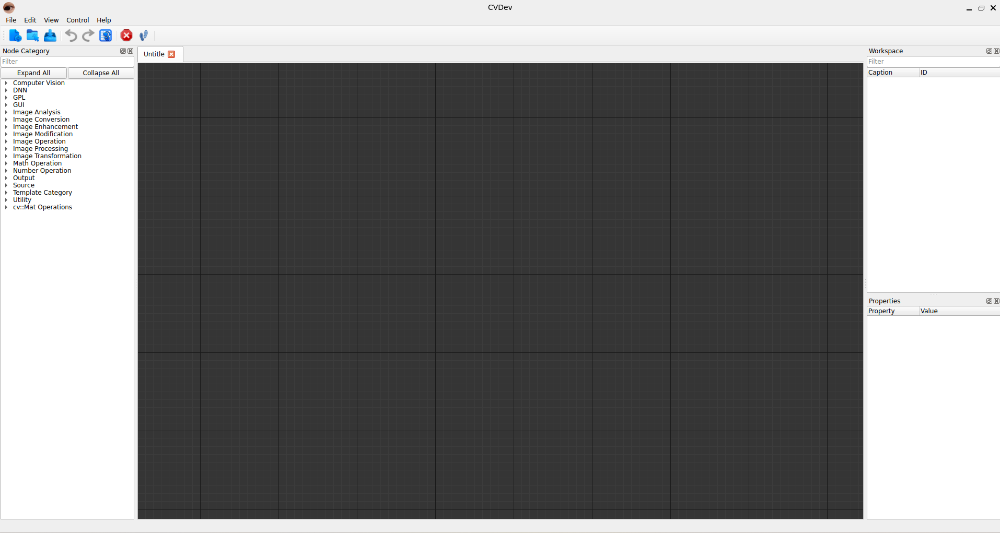 CVDev
File Edit View Control Help
Node Category
Filter
Expand All Collapse All
Computer Vision
DNN
GPL
GUI
Image Analysis
Image Conversion
Image Enhancement
Image Modification
Image Operation
Image Processing
Image Transformation
Math Operation
Number Operation
Output
Source
Template Category
Utility
cv::Mat Operations
Untitle
Workspace
Filter
Caption ID
Properties
Property Value